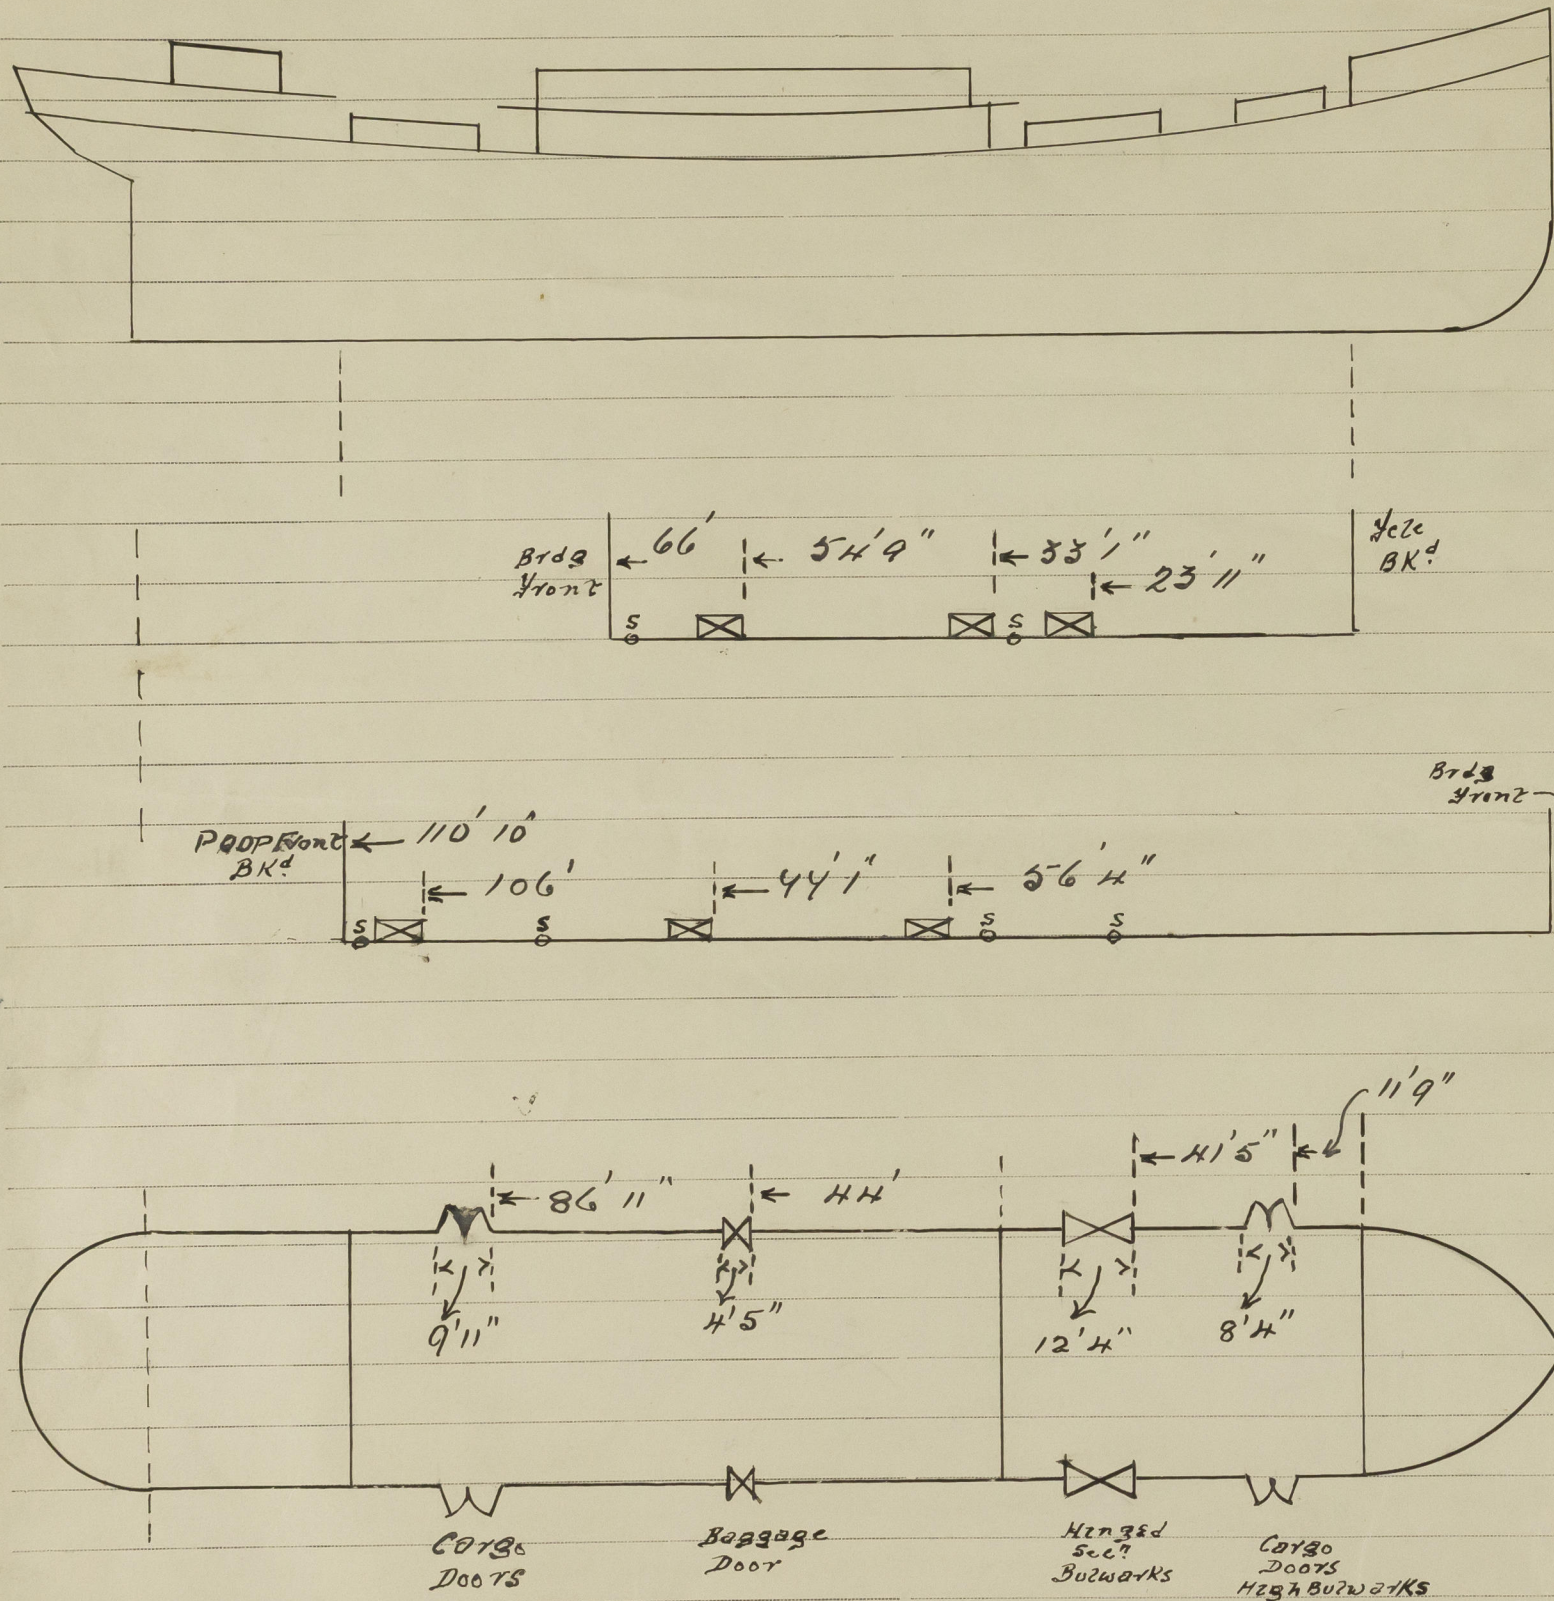 66' 54'9" 33'1"
23'11"
Brdg
Front
Fcle
BKd
S S
Brdg
Front
Poop Front 110' 10"
BKd
106' 44'1" 56'4"
S S S S
11'9"
41'5"
86'11" 44'
9'11" 4'5" 12'4" 8'4"
Cargo
Doors
Baggage
Door
Hinged
Secn
Bulwarks
Cargo
Doors
High Bulwarks